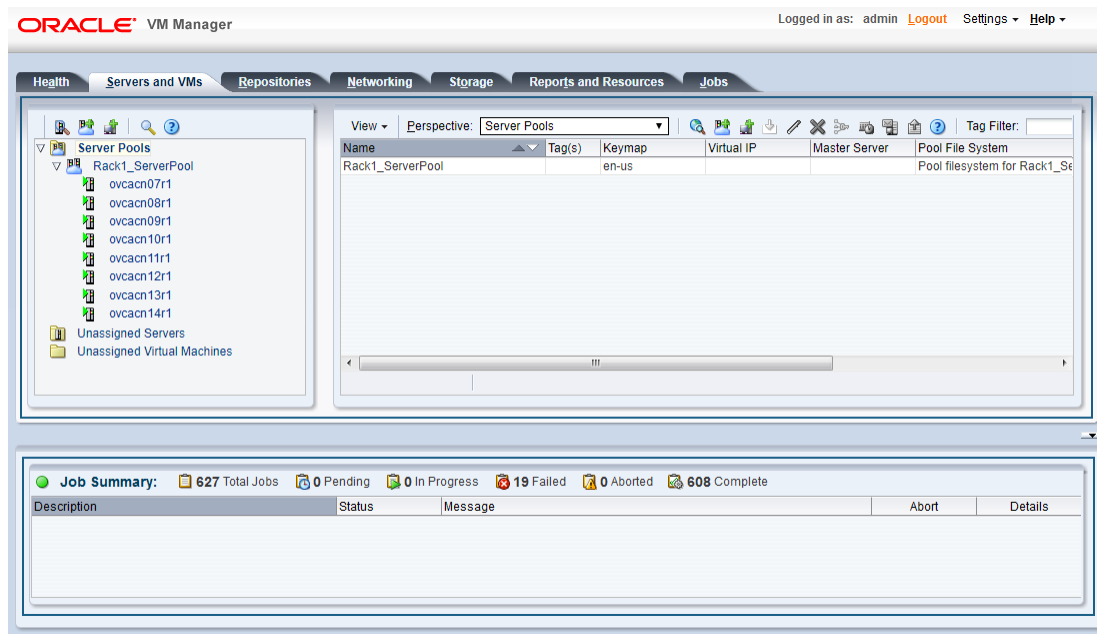 ORACLE VM Manager
Logged in as: admin Logout Settings Help
Health Servers and VMs Repositories Networking Storage Reports and Resources Jobs
Server Pools
Rack1_ServerPool
ovcacn07r1
ovcacn08r1
ovcacn09r1
ovcacn10r1
ovcacn11r1
ovcacn12r1
ovcacn13r1
ovcacn14r1
Unassigned Servers
Unassigned Virtual Machines
View Perspective: Server Pools Tag Filter:
Name Tag(s) Keymap Virtual IP Master Server Pool File System
Rack1_ServerPool en-us Pool filesystem for Rack1_Se
Job Summary: 627 Total Jobs 0 Pending 0 In Progress 19 Failed 0 Aborted 608 Complete
Description Status Message Abort Details